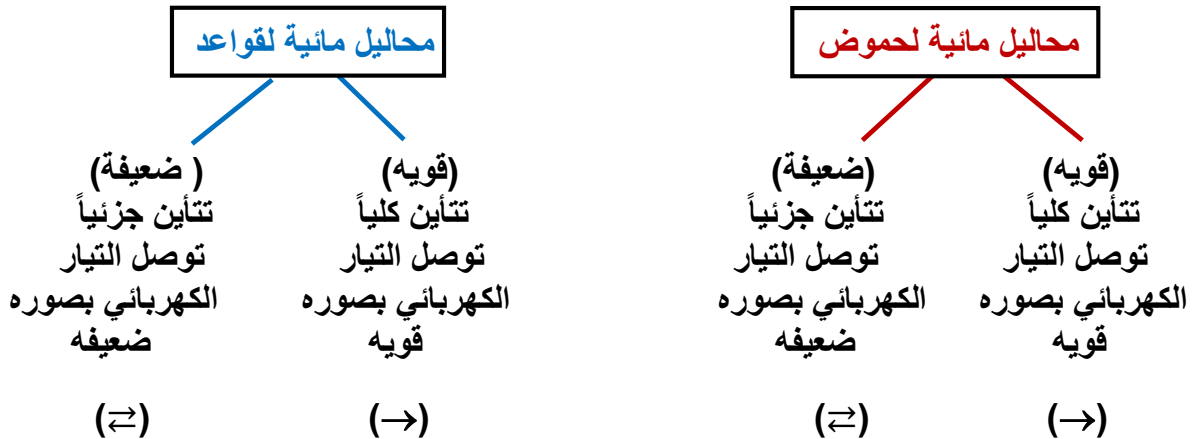 محاليل مائية لحموض
(قويه)
تتأين كلياً
توصل التيار
الكهربائي بصوره
قويه
(→)
(ضعيفة)
تتأين جزئياً
توصل التيار
الكهربائي بصوره
ضعيفه
(⇄)
محاليل مائية لقواعد
(قويه)
تتأين كلياً
توصل التيار
الكهربائي بصوره
قويه
(→)
( ضعيفة)
تتأين جزئياً
توصل التيار
الكهربائي بصوره
ضعيفه
(⇄)